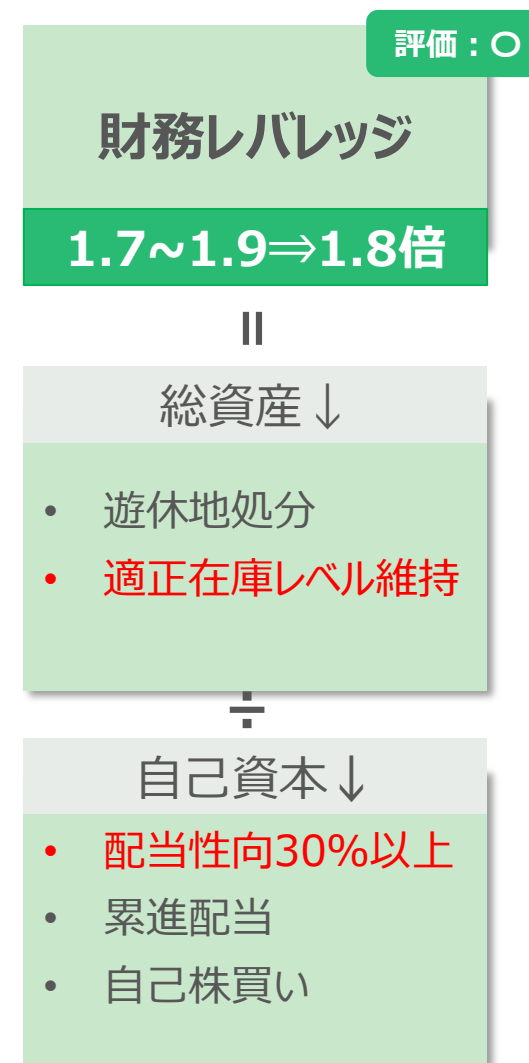 評価：○
財務レバレッジ
1.7~1.9⇒1.8倍
=
総資産↓
• 遊休地処分
• 適正在庫レベル維持
÷
自己資本↓
• 配当性向30%以上
• 累進配当
• 自己株買い